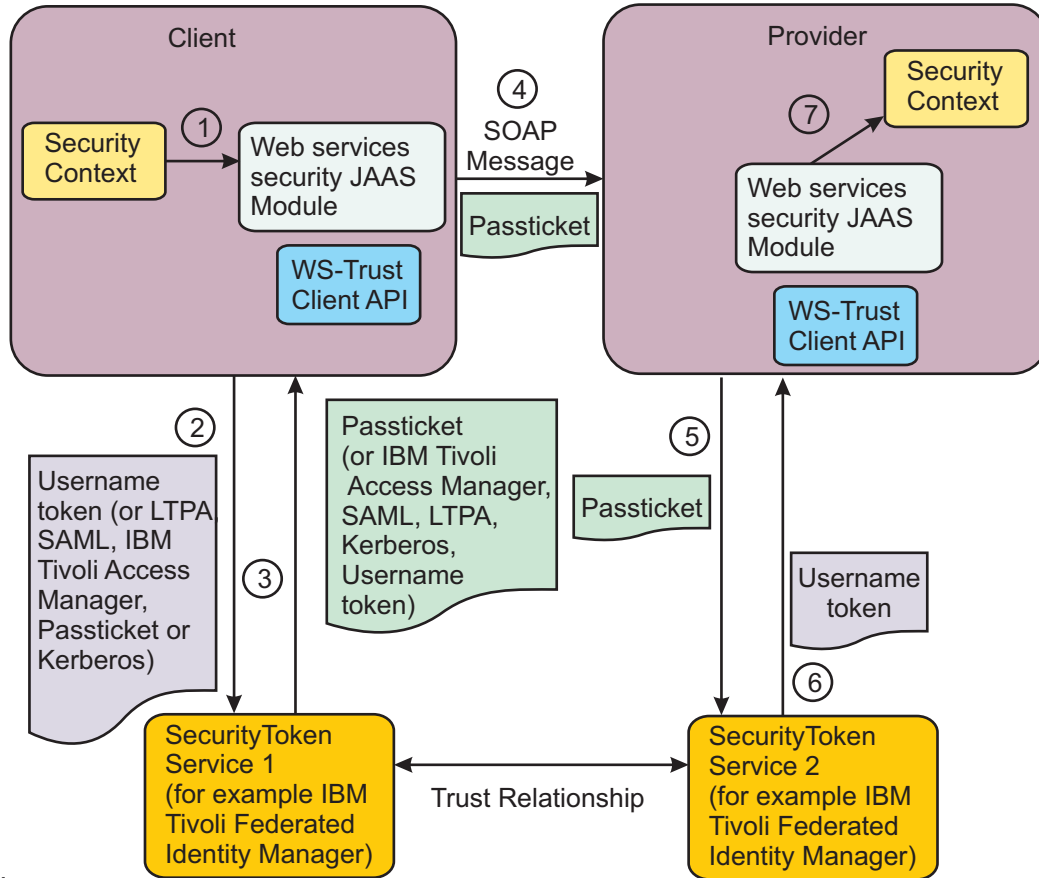 Client
Security
Context
1
Web services
security JAAS
Module
WS-Trust
Client API
4
SOAP
Message
Passticket
Provider
Security
Context
7
Web services
security JAAS
Module
WS-Trust
Client API
2
Username
token (or LTPA,
SAML, IBM
Tivoli Access
Manager,
Passticket or
Kerberos)
3
Passticket
(or IBM Tivoli
Access Manager,
SAML, LTPA,
Kerberos,
Username
token)
5
Passticket
Username
token
6
SecurityToken
Service 1
(for example IBM
Tivoli Federated
Identity Manager)
Trust Relationship
SecurityToken
Service 2
(for example IBM
Tivoli Federated
Identity Manager)